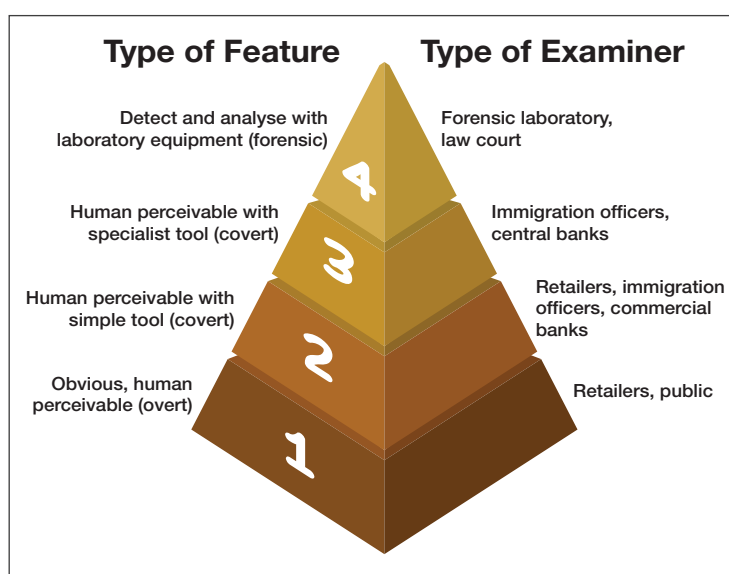 Type of Feature
Type of Examiner
Detect and analyse with
laboratory equipment (forensic)
Forensic laboratory,
law court
4
Human perceivable with
specialist tool (covert)
Immigration officers,
central banks
3
Human perceivable with
simple tool (covert)
Retailers, immigration
officers, commercial
banks
2
Obvious, human
perceivable (overt)
Retailers, public
1